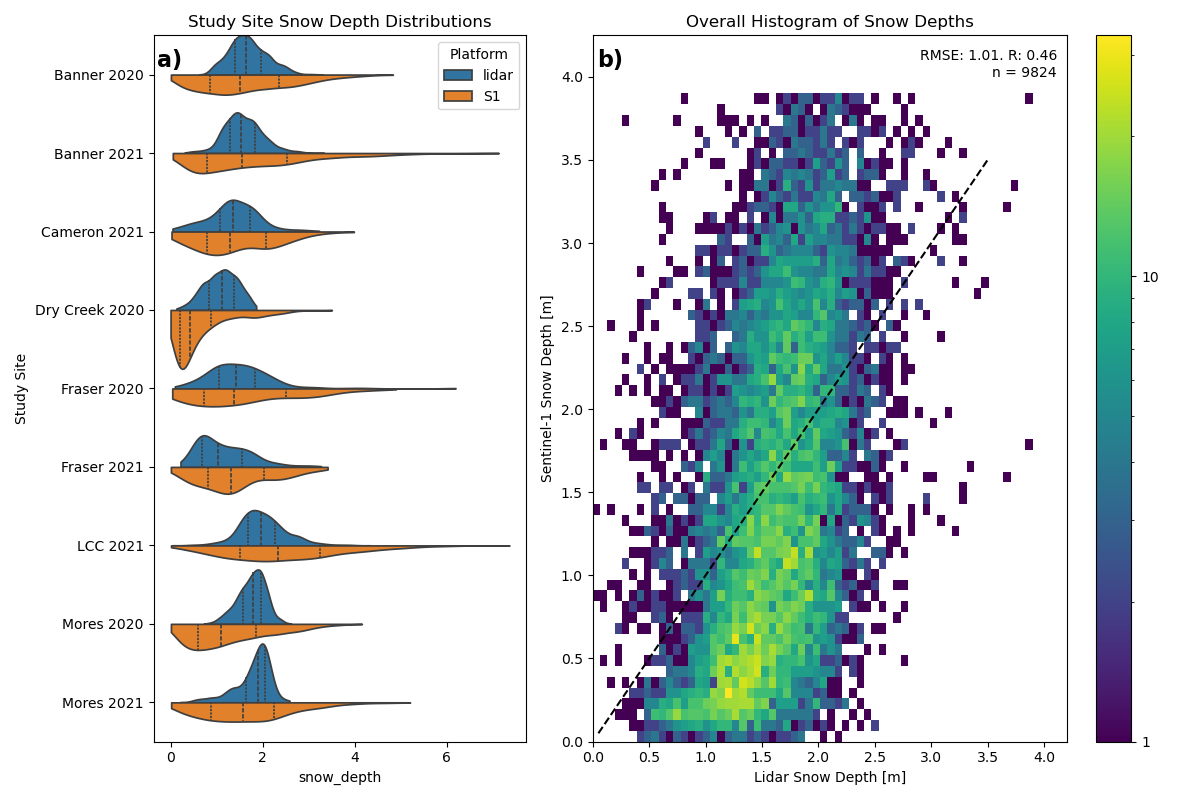 Study Site Snow Depth Distributions
a)
Platform
lidar
S1
Study Site
Banner 2020
Banner 2021
Cameron 2021
Dry Creek 2020
Fraser 2020
Fraser 2021
LCC 2021
Mores 2020
Mores 2021
0 2 4 6
snow_depth
Overall Histogram of Snow Depths
b)
RMSE: 1.01. R: 0.46
n = 9824
Sentinel-1 Snow Depth [m]
4.0
3.5
3.0
2.5
2.0
1.5
1.0
0.5
0.0
0.0 0.5 1.0 1.5 2.0 2.5 3.0 3.5 4.0
Lidar Snow Depth [m]
10
1